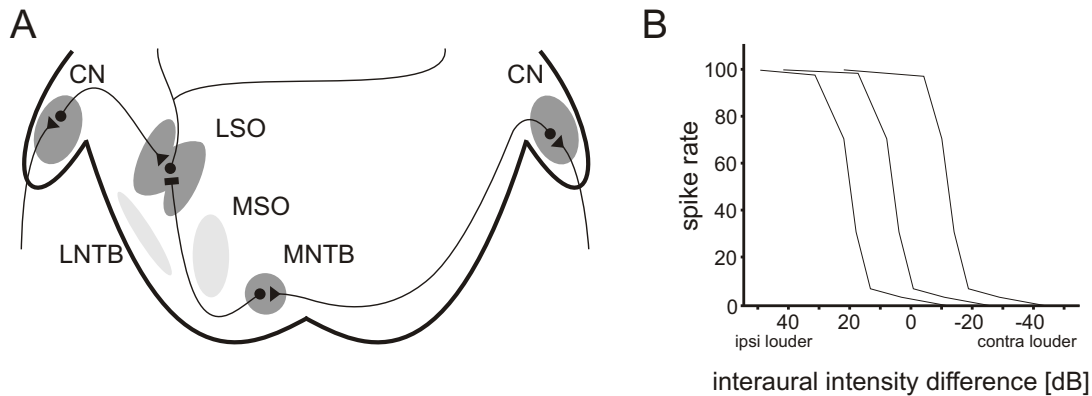 A
CN
LSO
MSO
LNTB
MNTB
CN
B
spike rate
100
80
60
40
20
0
40 20 0 -20 -40
ipsi louder contra louder
interaural intensity difference [dB]